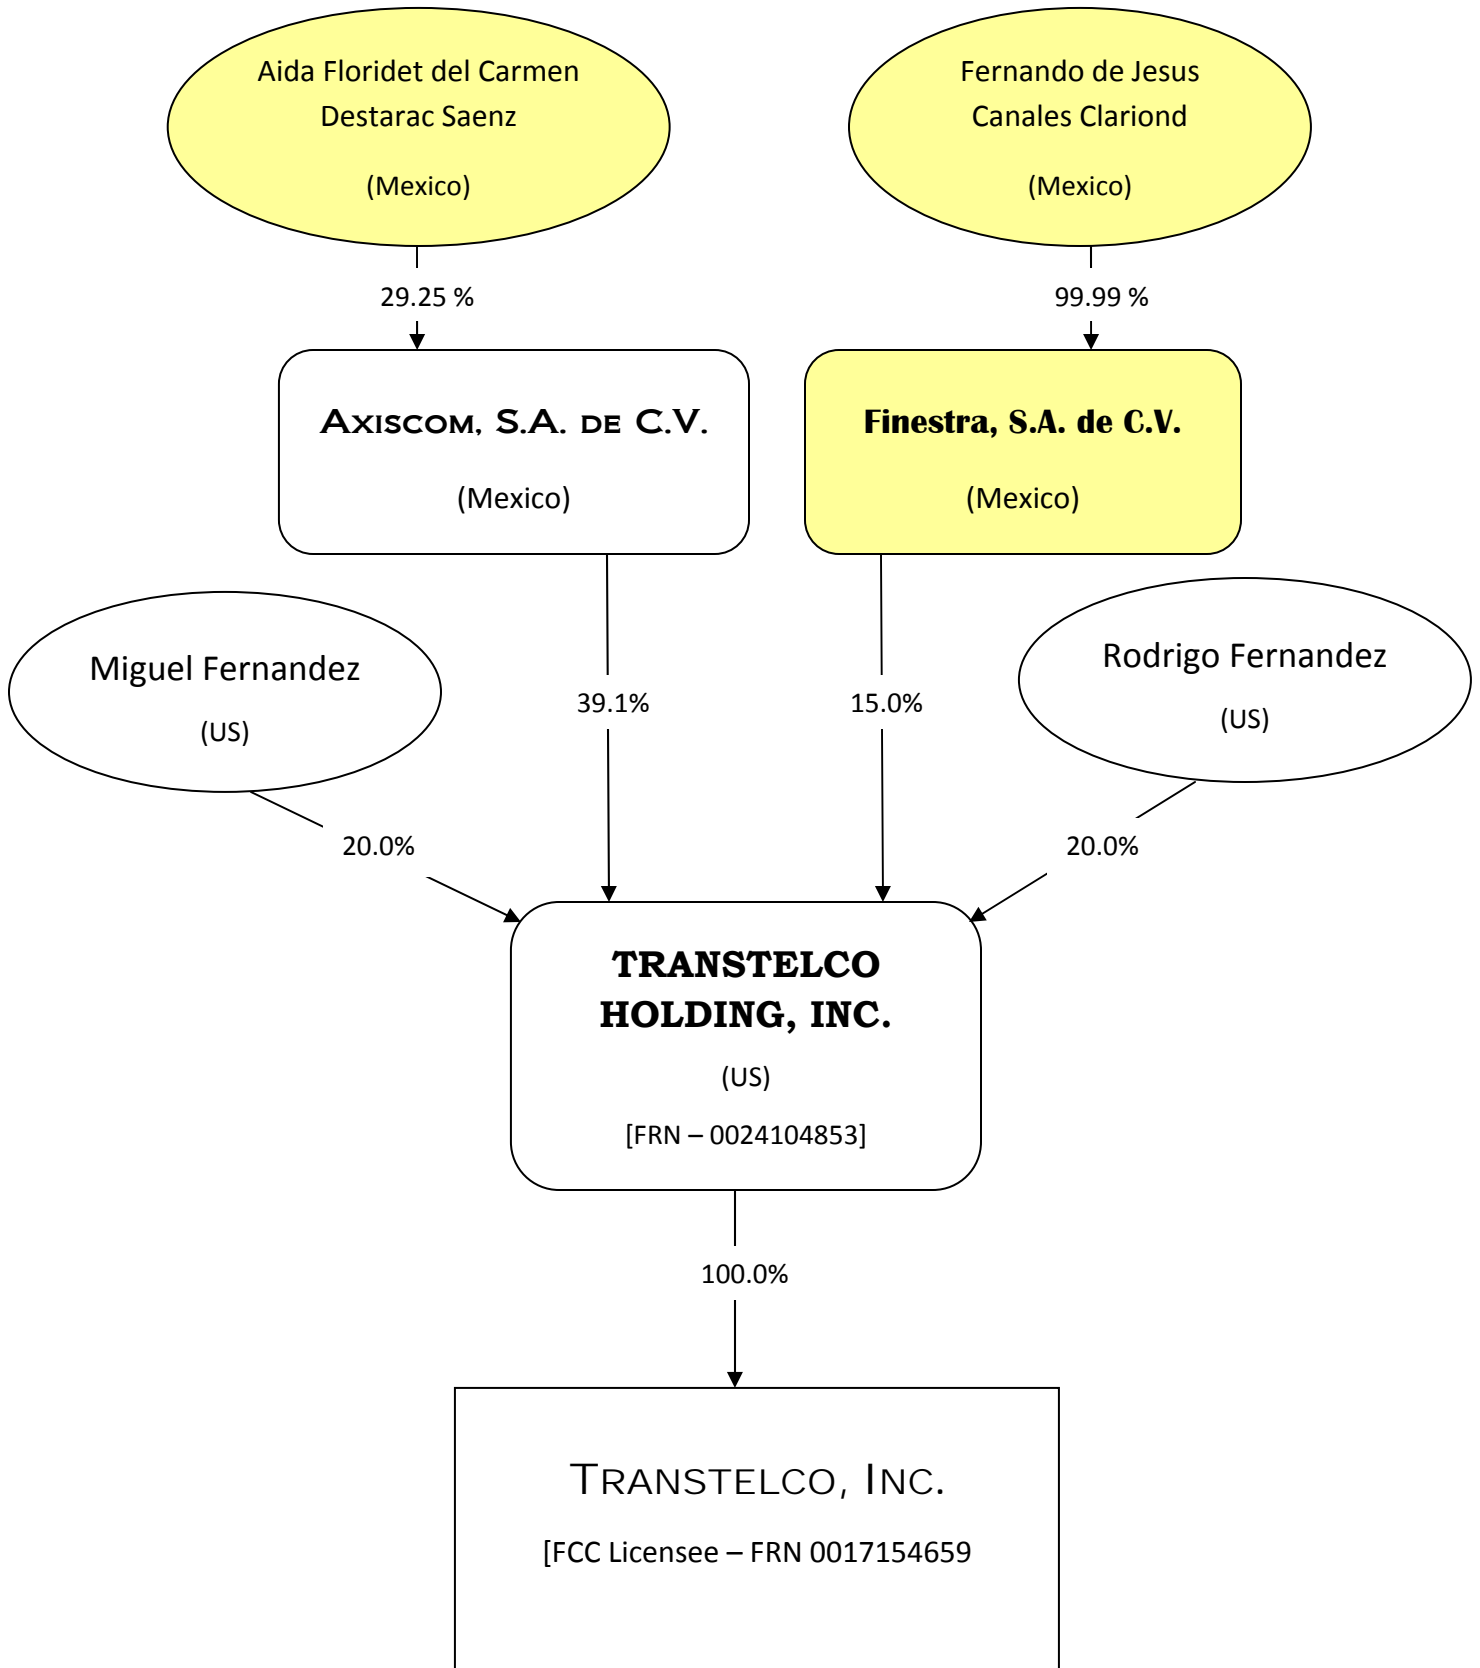 Aida Floridet del Carmen
Destarac Saenz
(Mexico)
Fernando de Jesus
Canales Clariond
(Mexico)
29.25 %
99.99 %
AXISCOM, S.A. DE C.V.
(Mexico)
Finestra, S.A. de C.V.
(Mexico)
Miguel Fernandez
(US)
Rodrigo Fernandez
(US)
39.1%
15.0%
20.0%
20.0%
TRANSTELCO
HOLDING, INC.
(US)
[FRN – 0024104853]
100.0%
TRANSTELCO, INC.
[FCC Licensee – FRN 0017154659